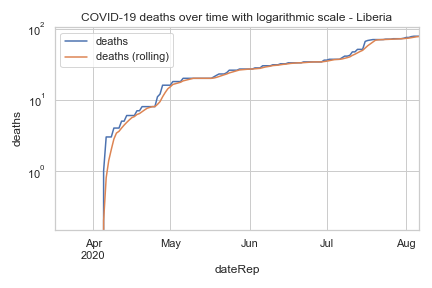 COVID-19 deaths over time with logarithmic scale - Liberia
deaths
deaths (rolling)
10²
10¹
10⁰
deaths
Apr
2020
May
Jun
Jul
Aug
dateRep